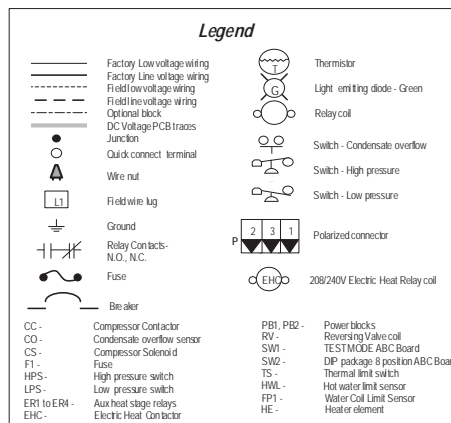 Legend
Factory Low voltage wiring
Factory Line voltage wiring
Field low voltage wiring
Field line voltage wiring
Optional block
DC Voltage PCB traces
Junction
Quick connect terminal
Wire nut
L1 Field wire lug
Ground
Relay Contacts-
N.O., N.C.
Fuse
Breaker
T Thermistor
G Light emitting diode - Green
Relay coil
Switch - Condensate overflow
Switch - High pressure
Switch - Low pressure
P 2 3 1 Polarized connector
EHC 208/240V Electric Heat Relay coil
CC - Compressor Contactor
CO - Condensate overflow sensor
CS - Compressor Solenoid
F1 - Fuse
HPS - High pressure switch
LPS - Low pressure switch
ER1 to ER4 - Aux heat stage relays
EHC - Electric Heat Contactor
PB1, PB2 - Power blocks
RV - Reversing Valve coil
SW1 - TEST MODE ABC Board
SW2 - DIP package 8 position ABC Boar
TS - Thermal limit switch
HWL - Hot water limit sensor
FP1 - Water Coil Limit Sensor
HE - Heater element